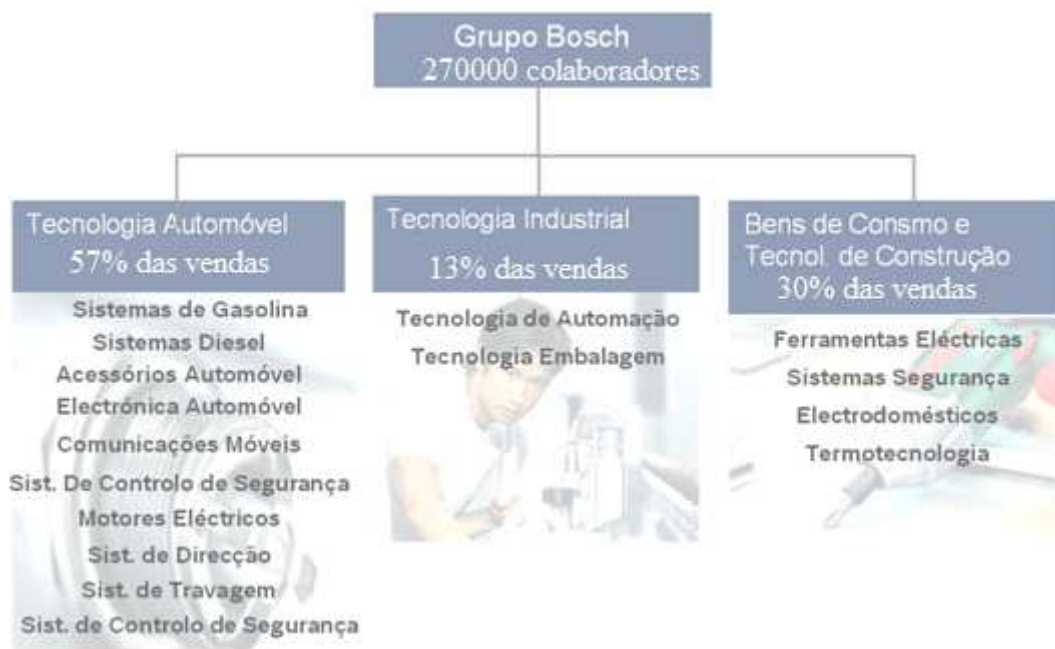 Grupo Bosch
270000 colaboradores
Tecnologia Automóvel
57% das vendas
Sistemas de Gasolina
Sistemas Diesel
Acessórios Automóvel
Electrónica Automóvel
Comunicações Móveis
Sist. De Controlo de Segurança
Motores Eléctricos
Sist. de Direcção
Sist. de Travagem
Sist. de Controlo de Segurança
Tecnologia Industrial
13% das vendas
Tecnologia de Automação
Tecnologia Embalagem
Bens de Consmo e
Tecnol. de Construção
30% das vendas
Ferramentas Eléctricas
Sistemas Segurança
Electrodomésticos
Termotecnologia